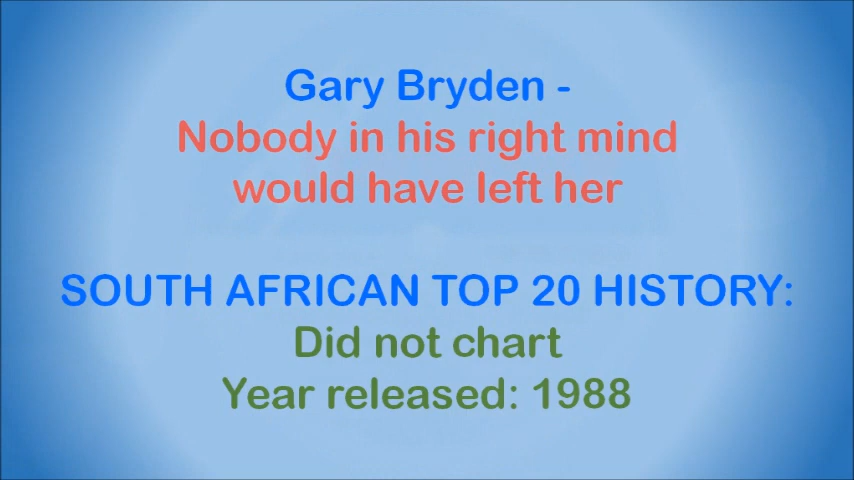 Gary Bryden -
Nobody in his right mind
would have left her
SOUTH AFRICAN TOP 20 HISTORY:
Did not chart
Year released: 1988